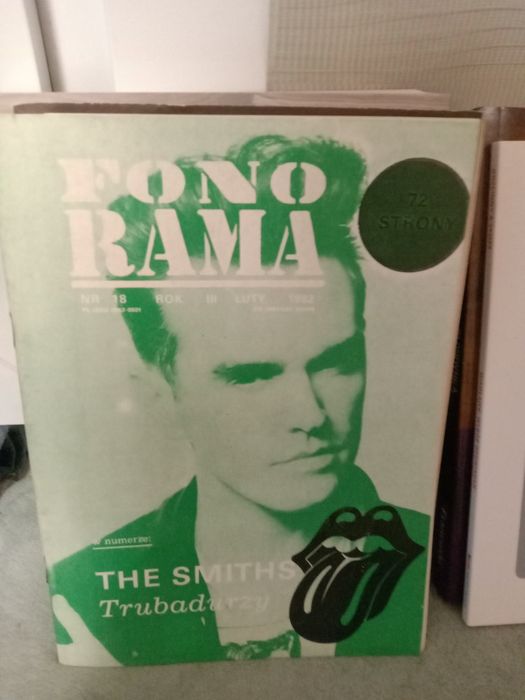 FONO
RAMA
72
STRONY
NR 18 ROK III LUTY 1992
w numerze:
THE SMITHS
Trubadurzy